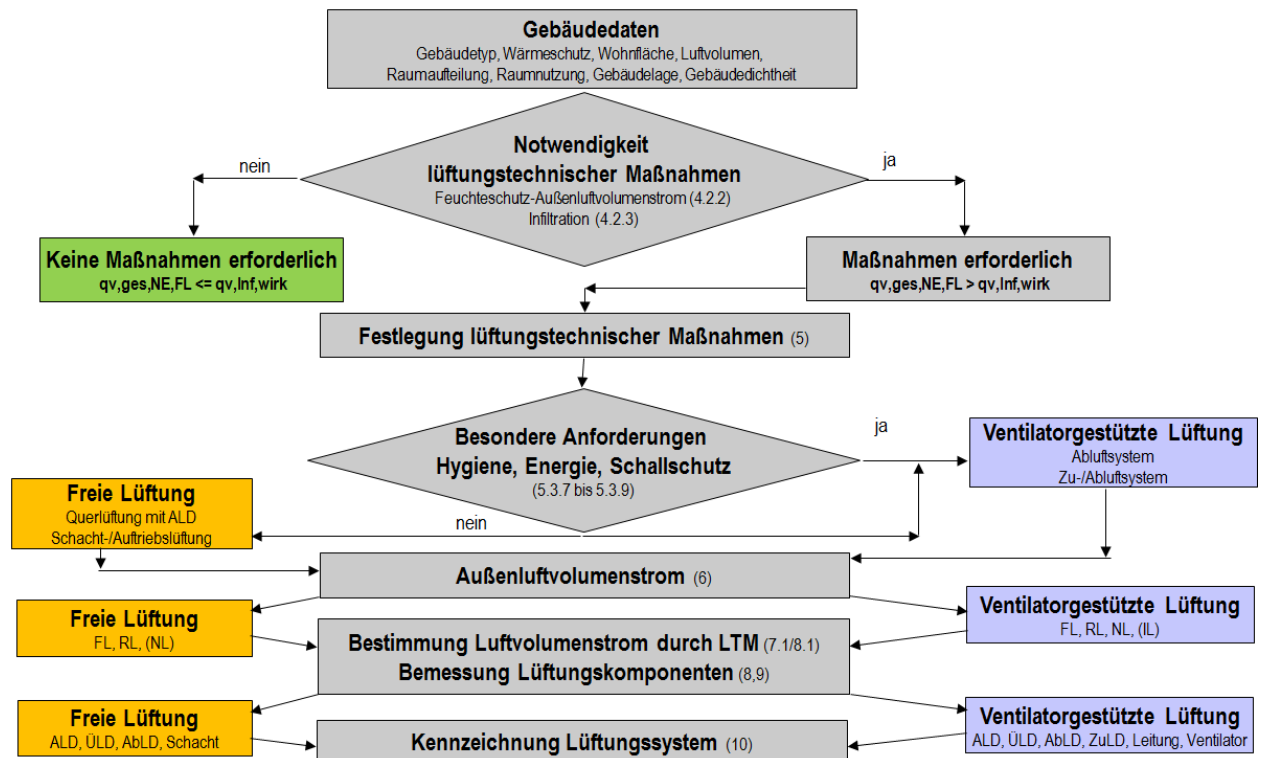 Gebäudedaten
Gebäudetyp, Wärmeschutz, Wohnfläche, Luftvolumen,
Raumaufteilung, Raumnutzung, Gebäudelage, Gebäudedichtheit
Notwendigkeit
lüftungstechnischer Maßnahmen
Feuchteschutz-Außenluftvolumenstrom (4.2.2)
Infiltration (4.2.3)
nein
ja
Keine Maßnahmen erforderlich
qv,ges,NE,FL <= qv,Inf,wirk
Maßnahmen erforderlich
qv,ges,NE,FL > qv,Inf,wirk
Festlegung lüftungstechnischer Maßnahmen (5)
Besondere Anforderungen
Hygiene, Energie, Schallschutz
(5.3.7 bis 5.3.9)
ja
nein
Ventilatorgestützte Lüftung
Abluftsystem
Zu-/Abluftsystem
Freie Lüftung
Querlüftung mit ALD
Schacht-/Auftriebslüftung
Außenluftvolumenstrom (6)
Freie Lüftung
FL, RL, (NL)
Ventilatorgestützte Lüftung
FL, RL, NL, (IL)
Bestimmung Luftvolumenstrom durch LTM (7.1/8.1)
Bemessung Lüftungskomponenten (8,9)
Freie Lüftung
ALD, ÜLD, AbLD, Schacht
Ventilatorgestützte Lüftung
ALD, ÜLD, AbLD, ZuLD, Leitung, Ventilator
Kennzeichnung Lüftungssystem (10)